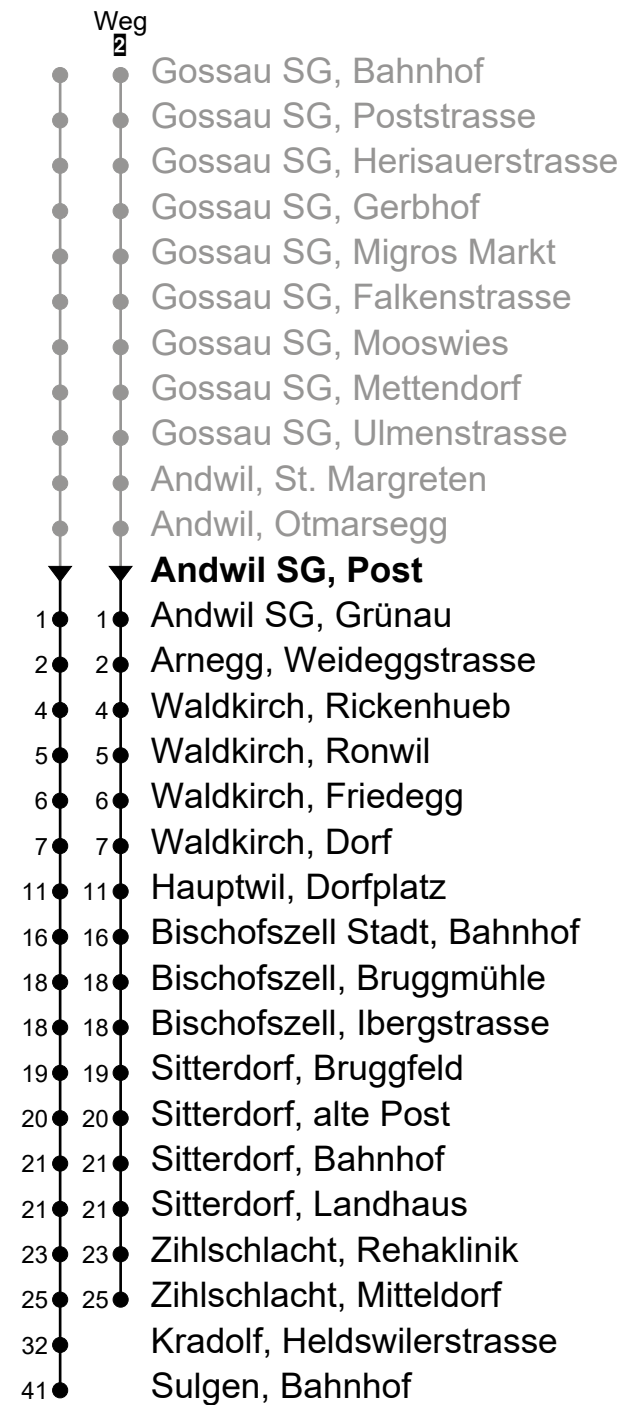 Weg
2
Gossau SG, Bahnhof
Gossau SG, Poststrasse
Gossau SG, Herisauerstrasse
Gossau SG, Gerbhof
Gossau SG, Migros Markt
Gossau SG, Falkenstrasse
Gossau SG, Mooswies
Gossau SG, Mettendorf
Gossau SG, Ulmenstrasse
Andwil, St. Margreten
Andwil, Otmarsegg
Andwil SG, Post
1 1 Andwil SG, Grünau
2 2 Arnegg, Weideggstrasse
4 4 Waldkirch, Rickenhueb
5 5 Waldkirch, Ronwil
6 6 Waldkirch, Friedegg
7 7 Waldkirch, Dorf
11 11 Hauptwil, Dorfplatz
16 16 Bischofszell Stadt, Bahnhof
18 18 Bischofszell, Bruggmühle
18 18 Bischofszell, Ibergstrasse
19 19 Sitterdorf, Bruggfeld
20 20 Sitterdorf, alte Post
21 21 Sitterdorf, Bahnhof
21 21 Sitterdorf, Landhaus
23 23 Zihlschlacht, Rehaklinik
25 25 Zihlschlacht, Mitteldorf
32 Kradolf, Heldswilerstrasse
41 Sulgen, Bahnhof